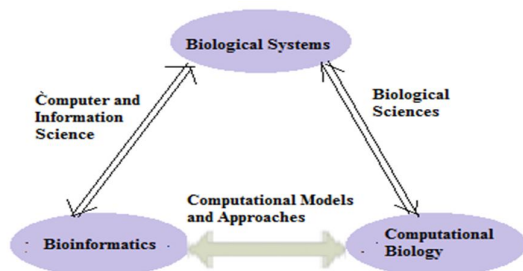 Biological Systems
Computer and
Information
Science
Biological
Sciences
Computational Models
and Approaches
Bioinformatics
Computational
Biology